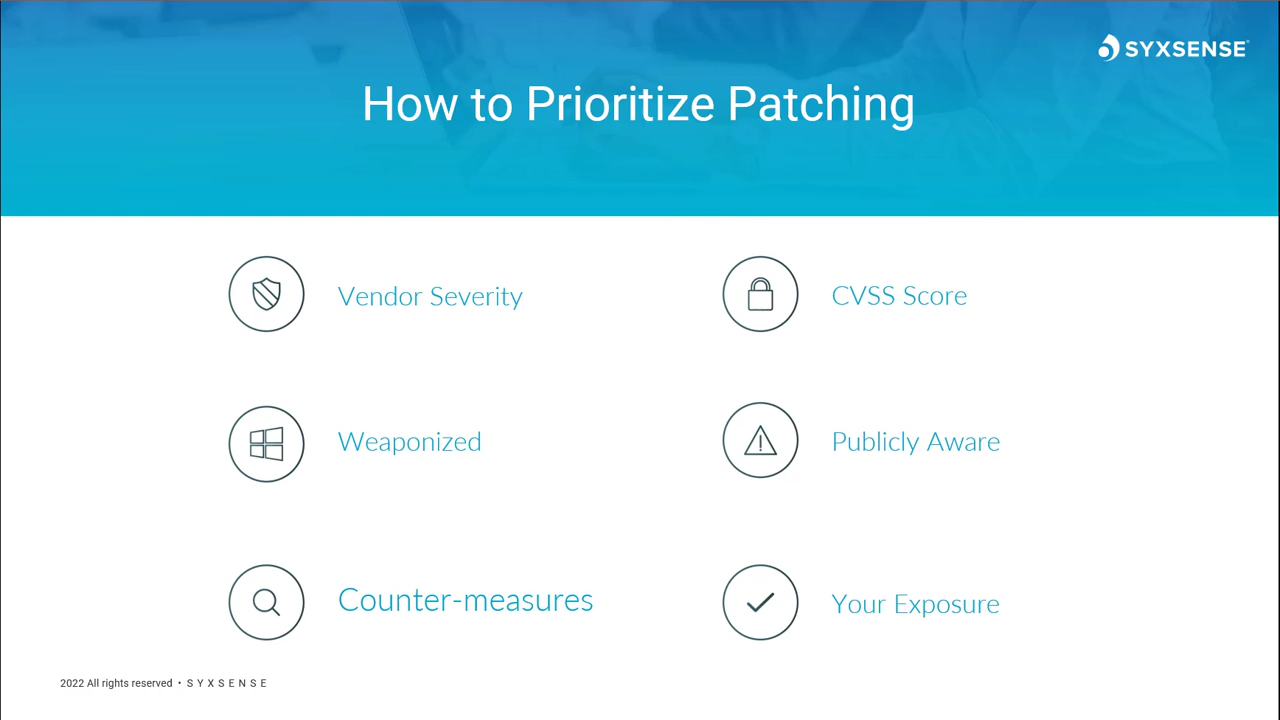 SYXSENSE
How to Prioritize Patching
Vendor Severity
CVSS Score
Weaponized
Publicly Aware
Counter-measures
Your Exposure
2022 All rights reserved • SYXSENSE